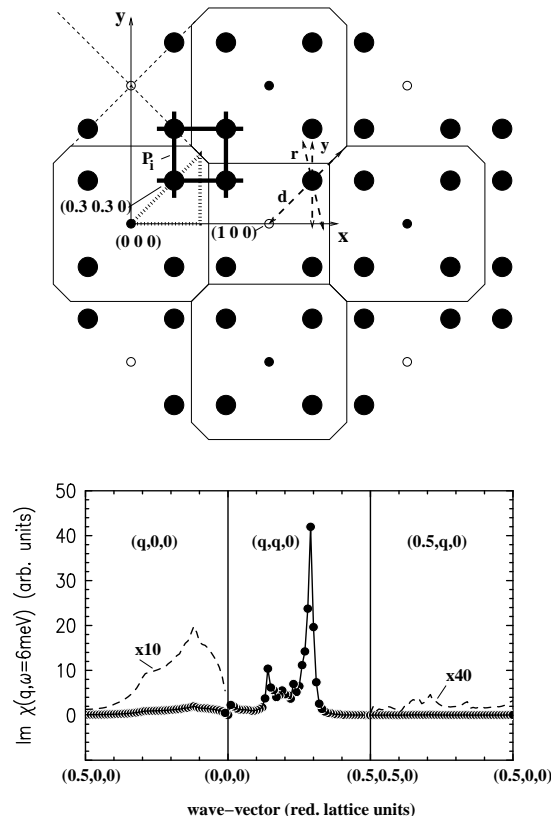 y
P_i
r
y
(0.3 0.3 0)
d
(0 0 0)
(1 0 0)
x
Im χ(q,ω=6meV) (arb. units)
50
40
30
20
10
0
(q,0,0)
(q,q,0)
(0.5,q,0)
x10
x40
(0.5,0,0)
(0,0,0)
(0.5,0.5,0)
(0.5,0,0)
wave−vector (red. lattice units)